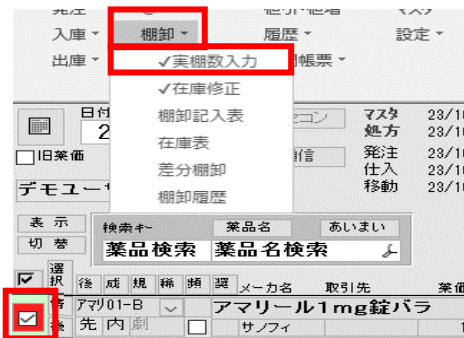 入庫 棚卸 履歴 設定
出庫 ✓実棚数入力 帳票
✓在庫修正
棚卸記入表
在庫表
差分棚卸
棚卸履歴
日付
2
マスタ 23/1
処方 23/1
発注 23/1
仕入 23/1
移動 23/1
旧薬価
デモユー
表示
切替
検索キー 薬品名 あいまい
薬品検索 薬品名検索
選択 後 成 規 稀 頻 奨 メーカ名 取引先 薬価
アマリ01-B アマリール1mg錠バラ
後 先 内 劇 サノフィ 1